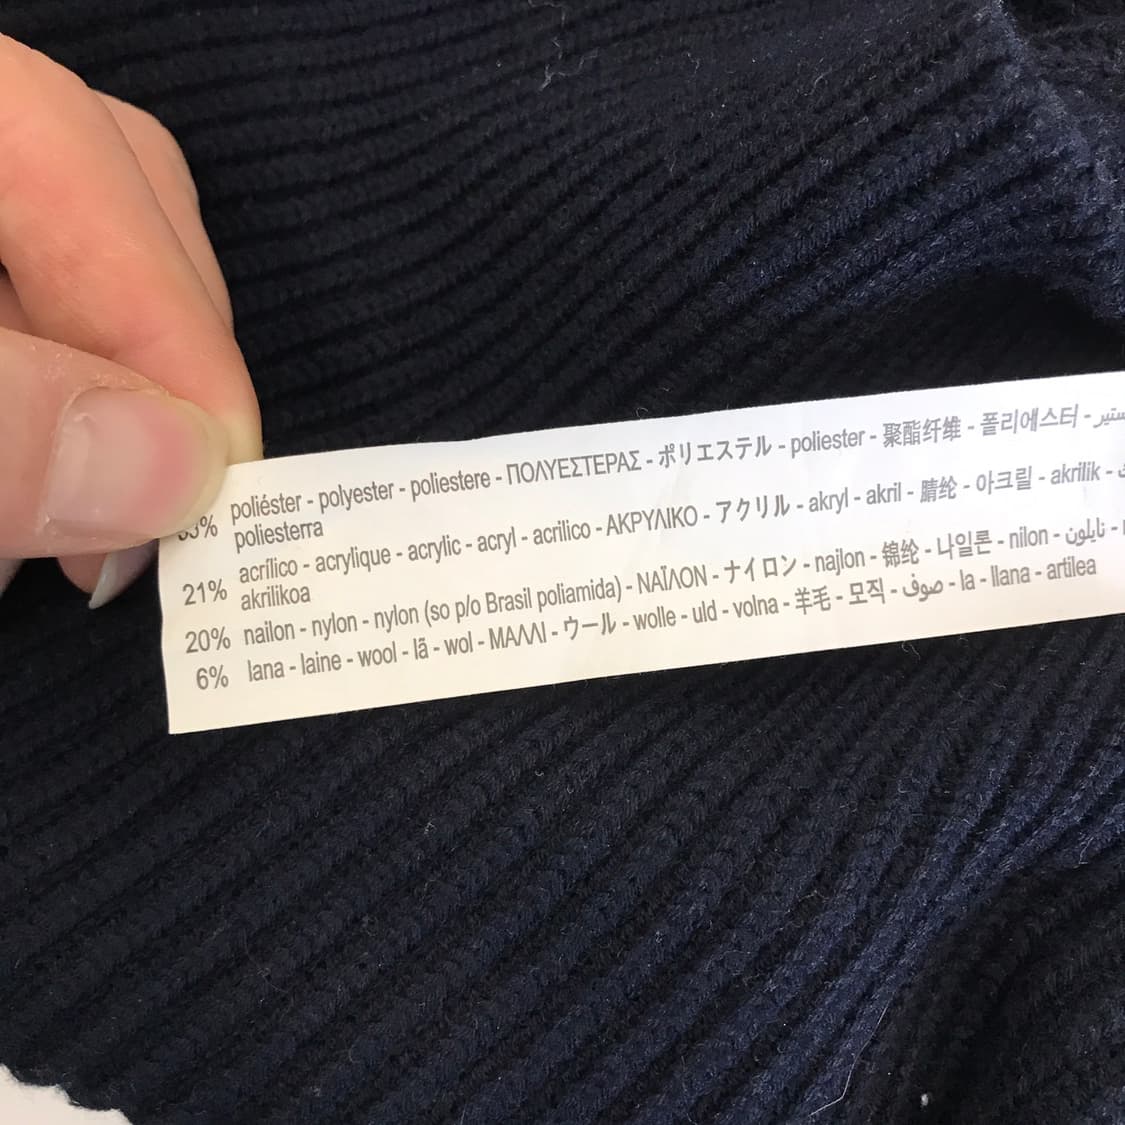 poliéster - polyester - poliestere - ΠΟΛΥΕΣΤΕΡΑΣ - ポリエステル - poliester - 聚酯纤维 - 폴리에스터 -
poliesterra
21% acrílico - acrylique - acrylic - acryl - acrilico - ΑΚΡΥΛΙΚΟ - アクリル - akryl - akril - 腈纶 - 아크릴 - akrilik -
akrilikoa
20% nailon - nylon - nylon (so p/o Brasil poliamida) - ΝΑΪΛΟΝ - ナイロン - najlon - 锦纶 - 나일론 - nilon - نايلون -
6% lana - laine - wool - lã - wol - ΜΑΛΛΙ - ウール - wolle - uld - volna - 羊毛 - 모직 - صوف - la - llana - artilea